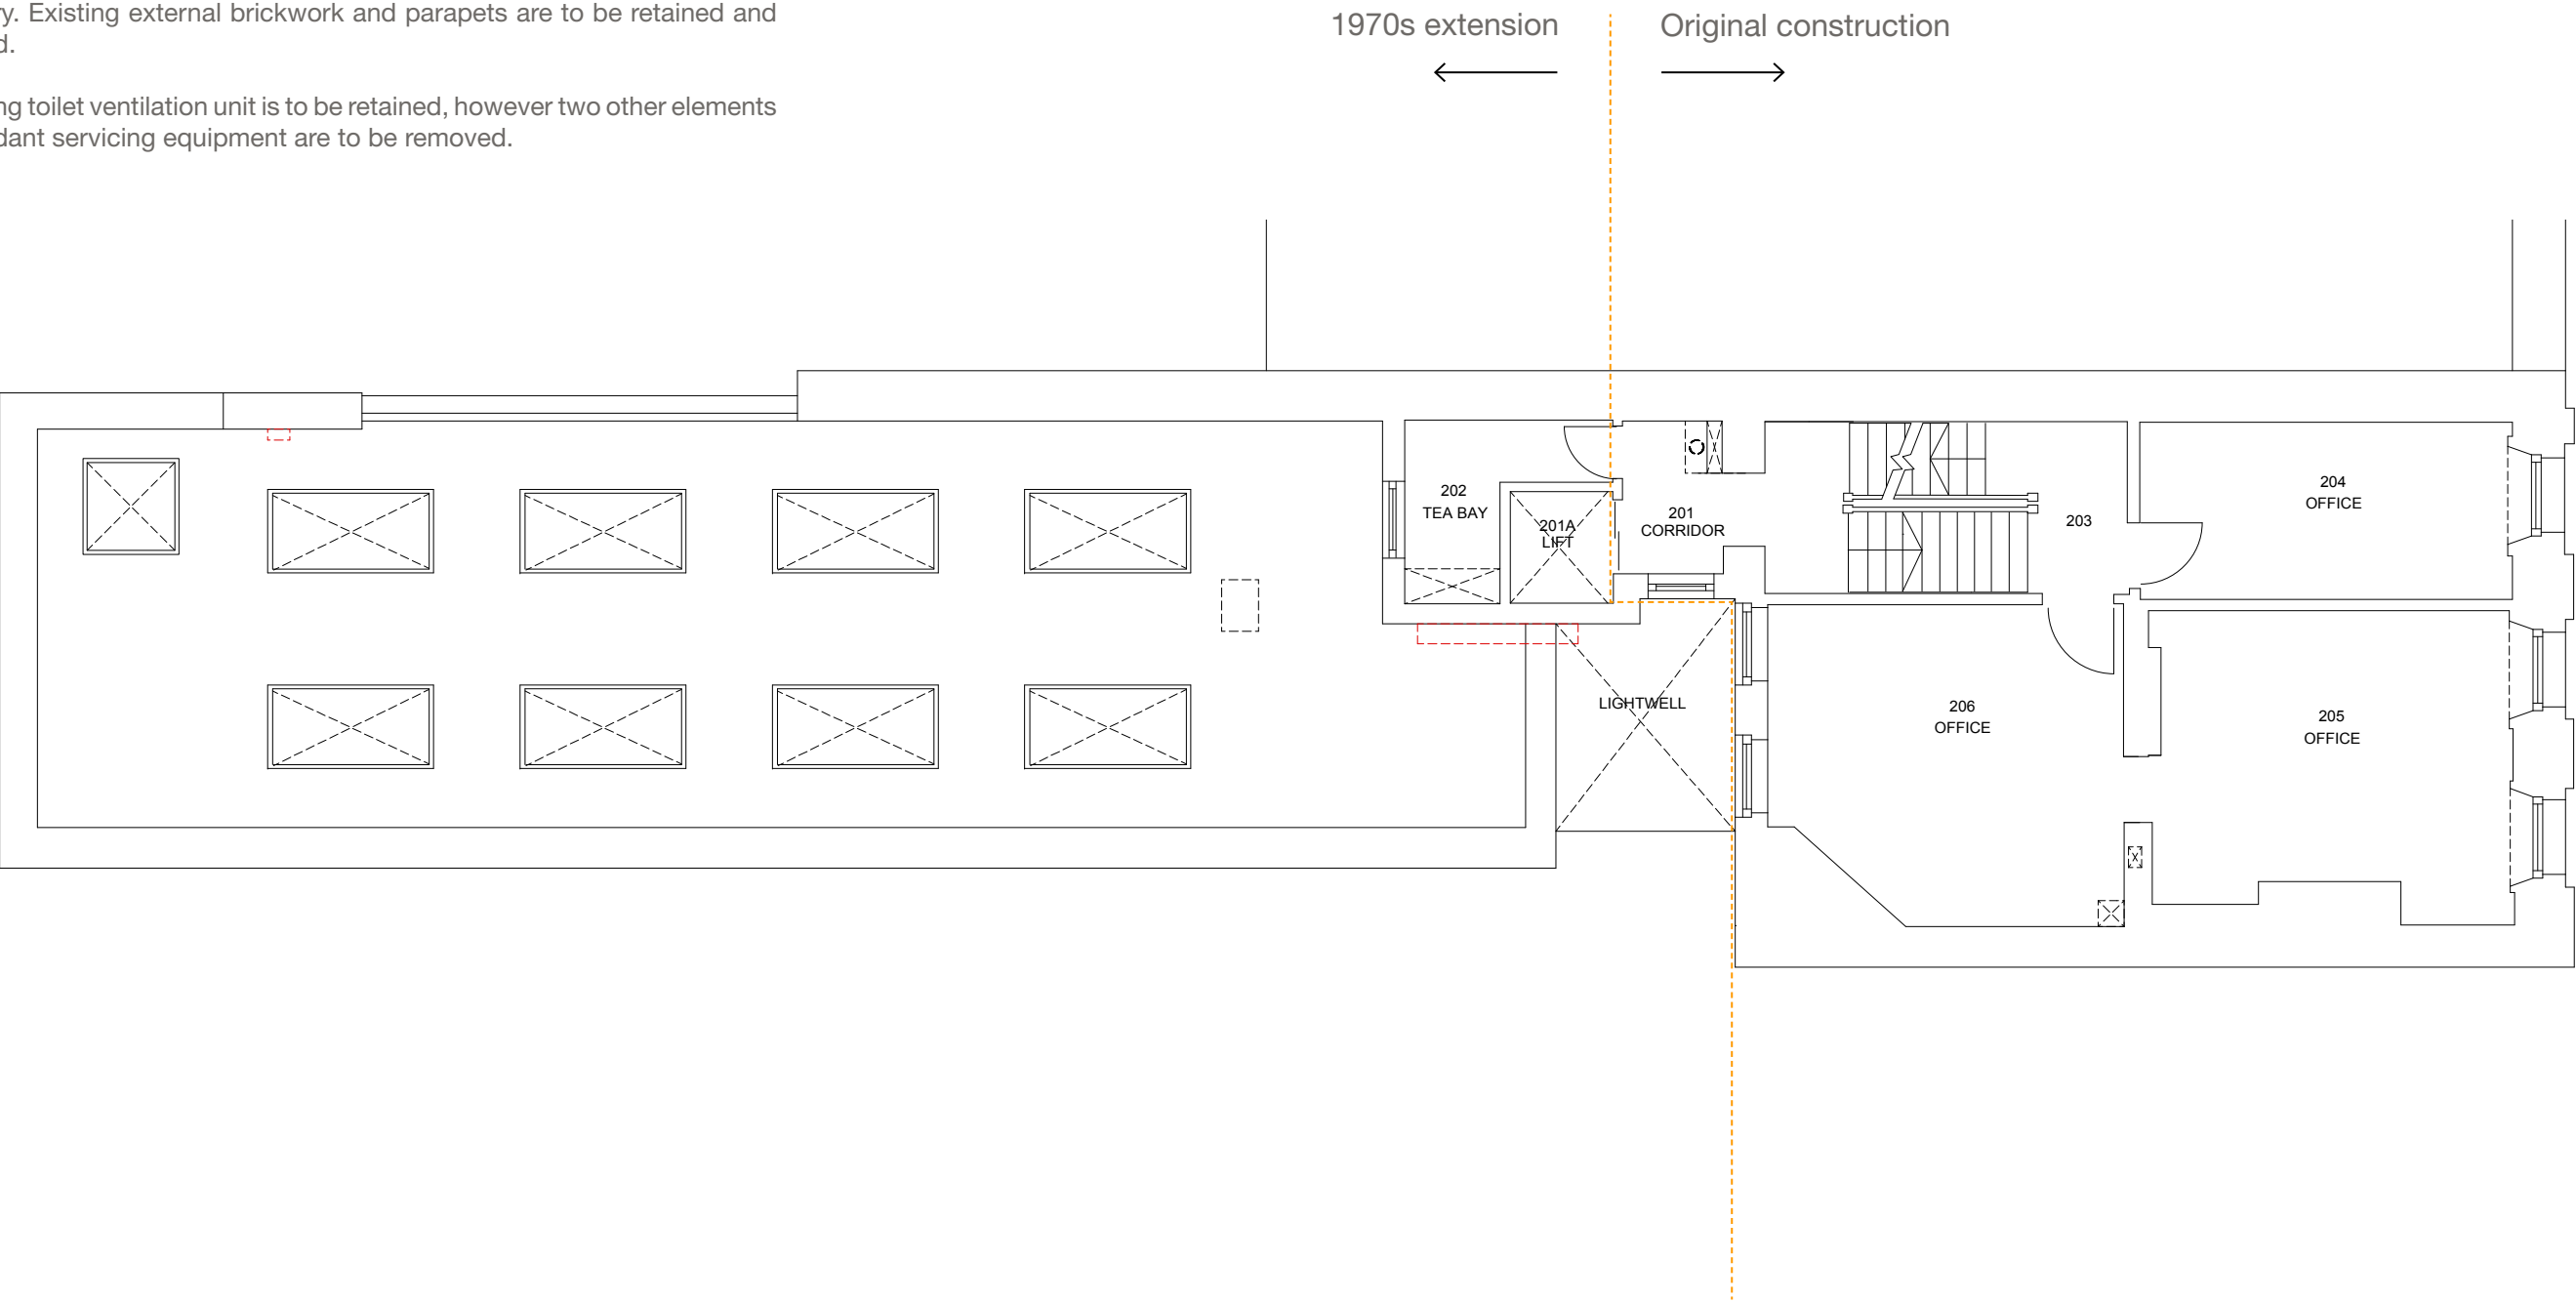 ry. Existing external brickwork and parapets are to be retained and
d.
ng toilet ventilation unit is to be retained, however two other elements
dant servicing equipment are to be removed.
1970s extension
Original construction
202
TEA BAY
201A
LIFT
201
CORRIDOR
203
204
OFFICE
LIGHTWELL
206
OFFICE
205
OFFICE